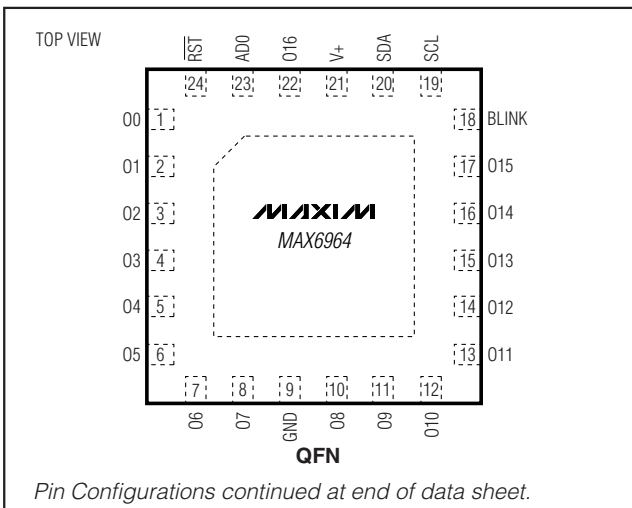 TOP VIEW
RST AD0 O16 V+ SDA SCL
24 23 22 21 20 19
O0 1 18 BLINK
O1 2 17 O15
O2 3 16 O14
MAXIM
MAX6964
O3 4 15 O13
O4 5 14 O12
O5 6 13 O11
7 8 9 10 11 12
O6 O7 GND O8 O9 O10
QFN
Pin Configurations continued at end of data sheet.